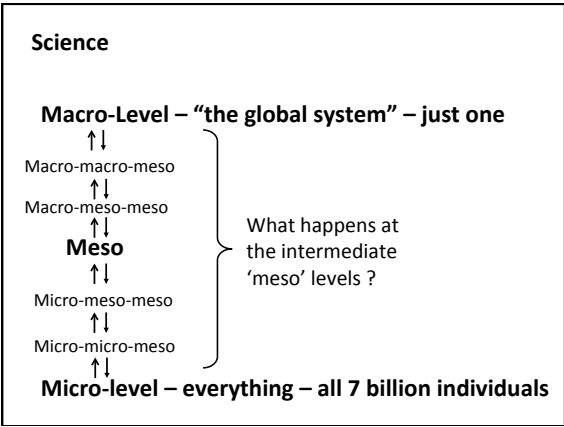 Science
Macro-Level – “the global system” – just one
Macro-macro-meso
Macro-meso-meso
Meso
What happens at
the intermediate
‘meso’ levels ?
Micro-meso-meso
Micro-micro-meso
Micro-level – everything – all 7 billion individuals